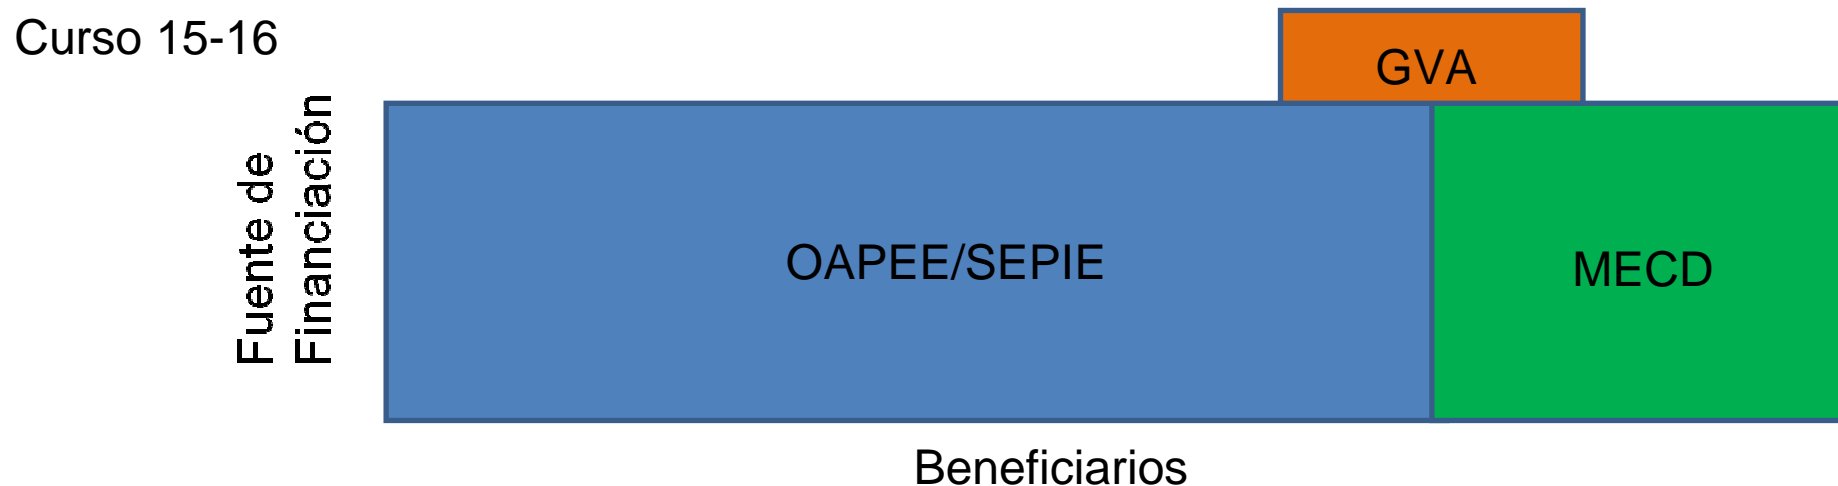 Curso 15-16
GVA
Fuente de
Financiación
OAPEE/SEPIE
MECD
Beneficiarios